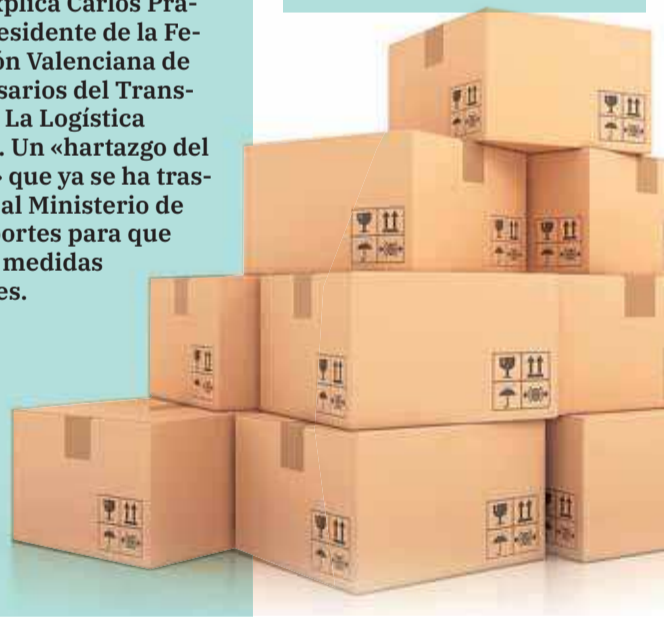 xplica Carlos Pra-
esidente de la Fe-
ón Valenciana de
sarios del Trans-
La Logística
. Un «hartazgo del
» que ya se ha tras-
al Ministerio de
portes para que
medidas
es.